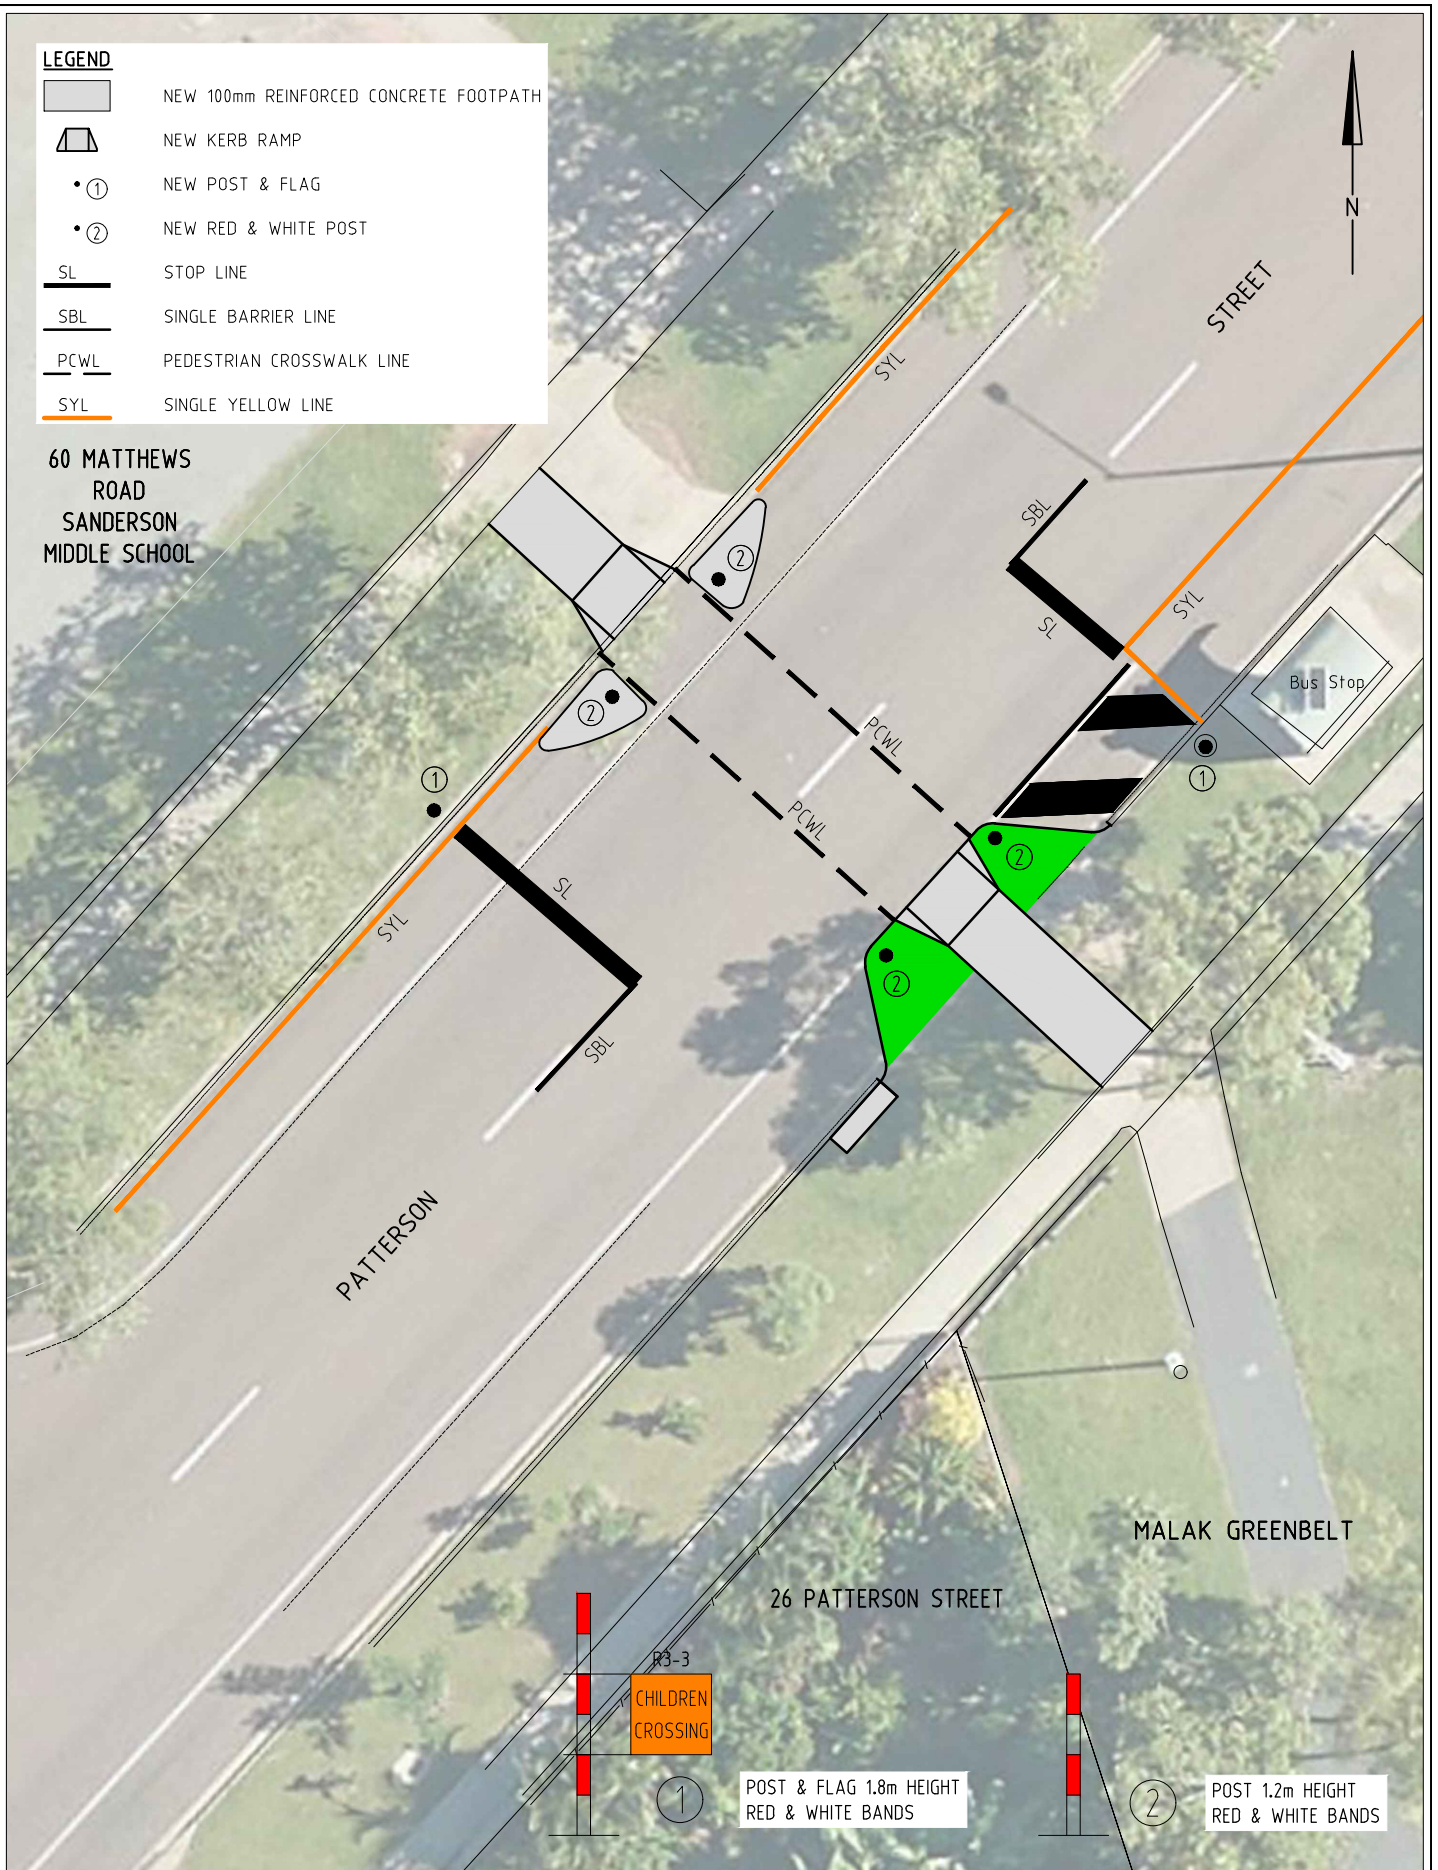 LEGEND
NEW 100mm REINFORCED CONCRETE FOOTPATH
NEW KERB RAMP
1 NEW POST & FLAG
2 NEW RED & WHITE POST
SL STOP LINE
SBL SINGLE BARRIER LINE
PCWL PEDESTRIAN CROSSWALK LINE
SYL SINGLE YELLOW LINE
N
STREET
SYL
60 MATTHEWS
ROAD
SANDERSON
MIDDLE SCHOOL
SBL
2
SYL
SL
Bus Stop
2
PCWL
1
1
PCWL
2
SL
SYL
2
SBL
PATTERSON
MALAK GREENBELT
26 PATTERSON STREET
R3-3
CHILDREN
CROSSING
1
POST & FLAG 1.8m HEIGHT
RED & WHITE BANDS
2
POST 1.2m HEIGHT
RED & WHITE BANDS